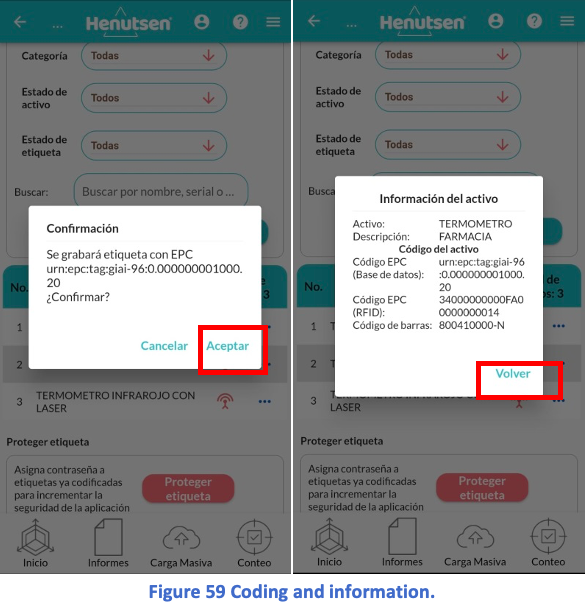 ...
Henutsen
Categoría
Todas
Estado de
activo
Todos
Estado de
etiqueta
Todas
Buscar:
Buscar por nombre, serial o ...
Confirmación
Se grabará etiqueta con EPC
urn:epc:tag:giai-96:0.000000001000.
20
¿Confirmar?
Cancelar
Aceptar
No.
3
1
2
3
TERMOMETRO INFRAROJO CON
LASER
Proteger etiqueta
Asigna contraseña a
etiquetas ya codificadas
para incrementar la
seguridad de la aplicación
Proteger
etiqueta
Inicio
Informes
Carga Masiva
Conteo
...
Henutsen
Categoría
Todas
Estado de
activo
Todos
Estado de
etiqueta
Todas
Información del activo
Activo: TERMOMETRO
Descripción: FARMACIA
Código del activo
Código EPC urn:epc:tag:giai-96
(Base de datos): :0.000000001000.
20
Código EPC 34000000000FA0
(RFID): 0000000014
Código de barras: 800410000-N
Volver
No.
1
2
3
LASER
Proteger etiqueta
Asigna contraseña a
etiquetas ya codificadas
para incrementar la
seguridad de la aplicación
Proteger
etiqueta
Inicio
Informes
Carga Masiva
Conteo
Figure 59 Coding and information.